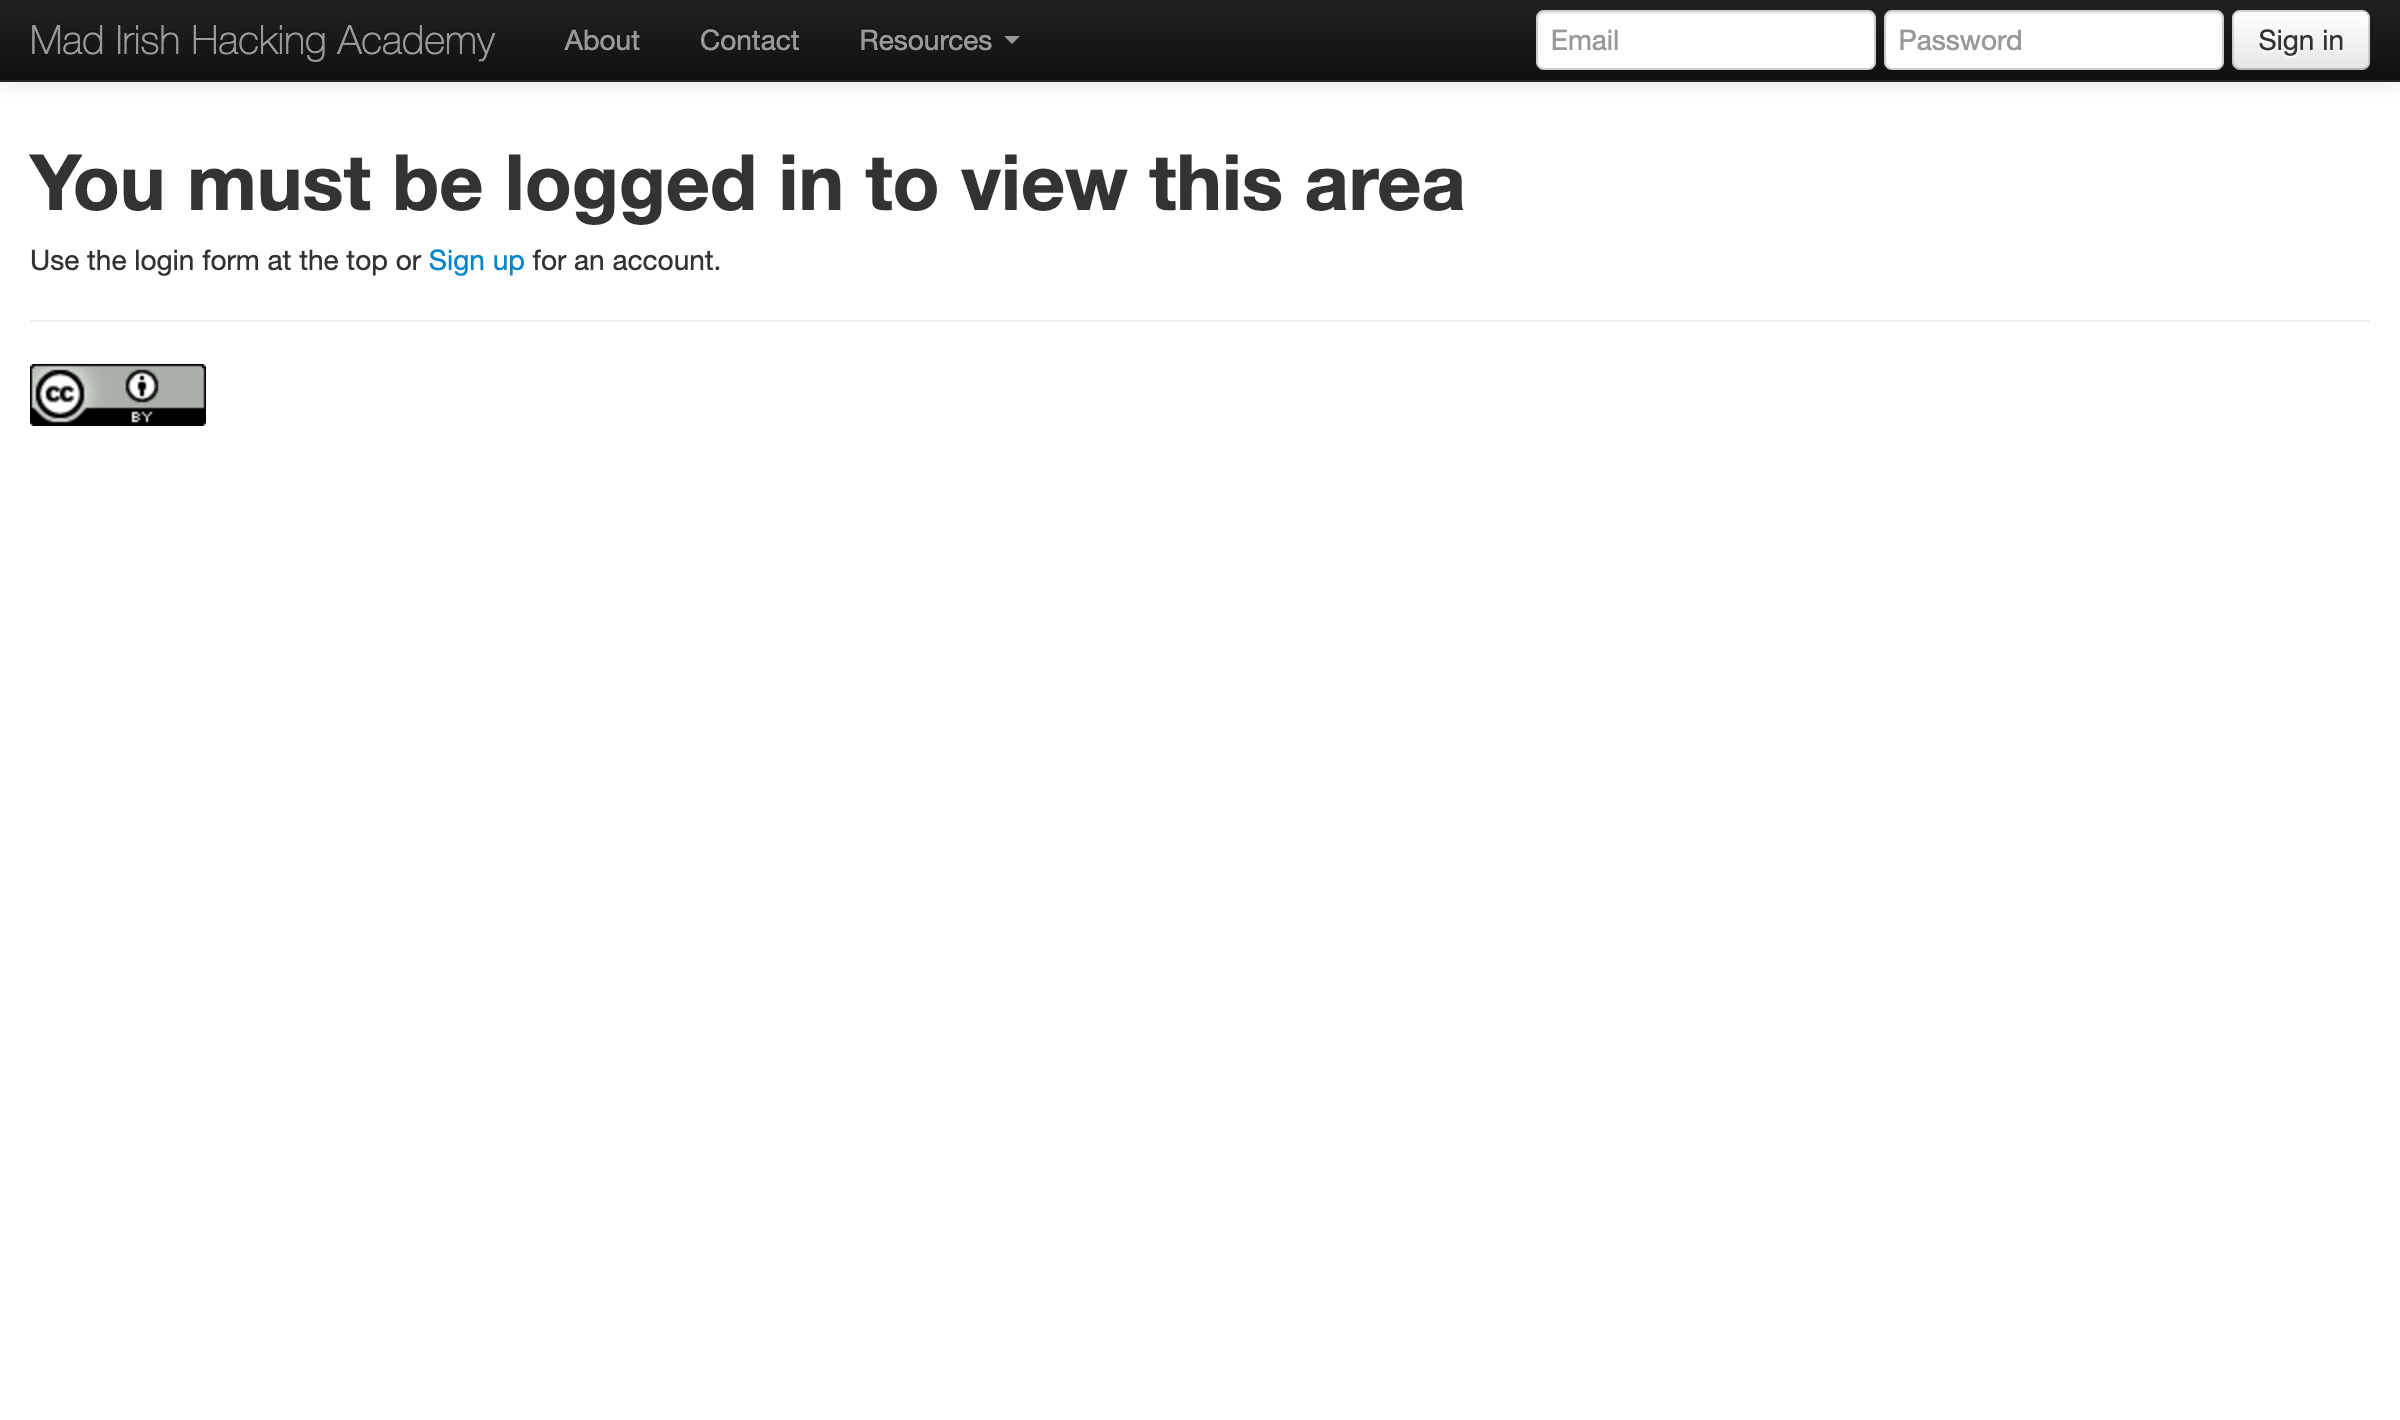 Mad Irish Hacking Academy About Contact Resources Email Password Sign in
You must be logged in to view this area
Use the login form at the top or Sign up for an account.
cc BY